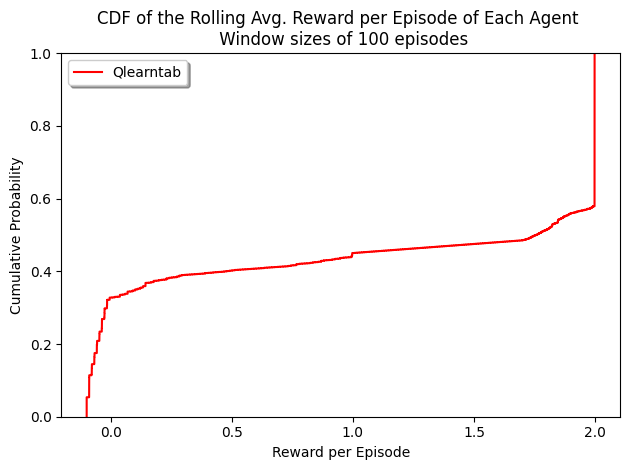 CDF of the Rolling Avg. Reward per Episode of Each Agent
Window sizes of 100 episodes
Qlearntab
1.0
0.8
0.6
0.4
0.2
0.0
Cumulative Probability
0.0 0.5 1.0 1.5 2.0
Reward per Episode